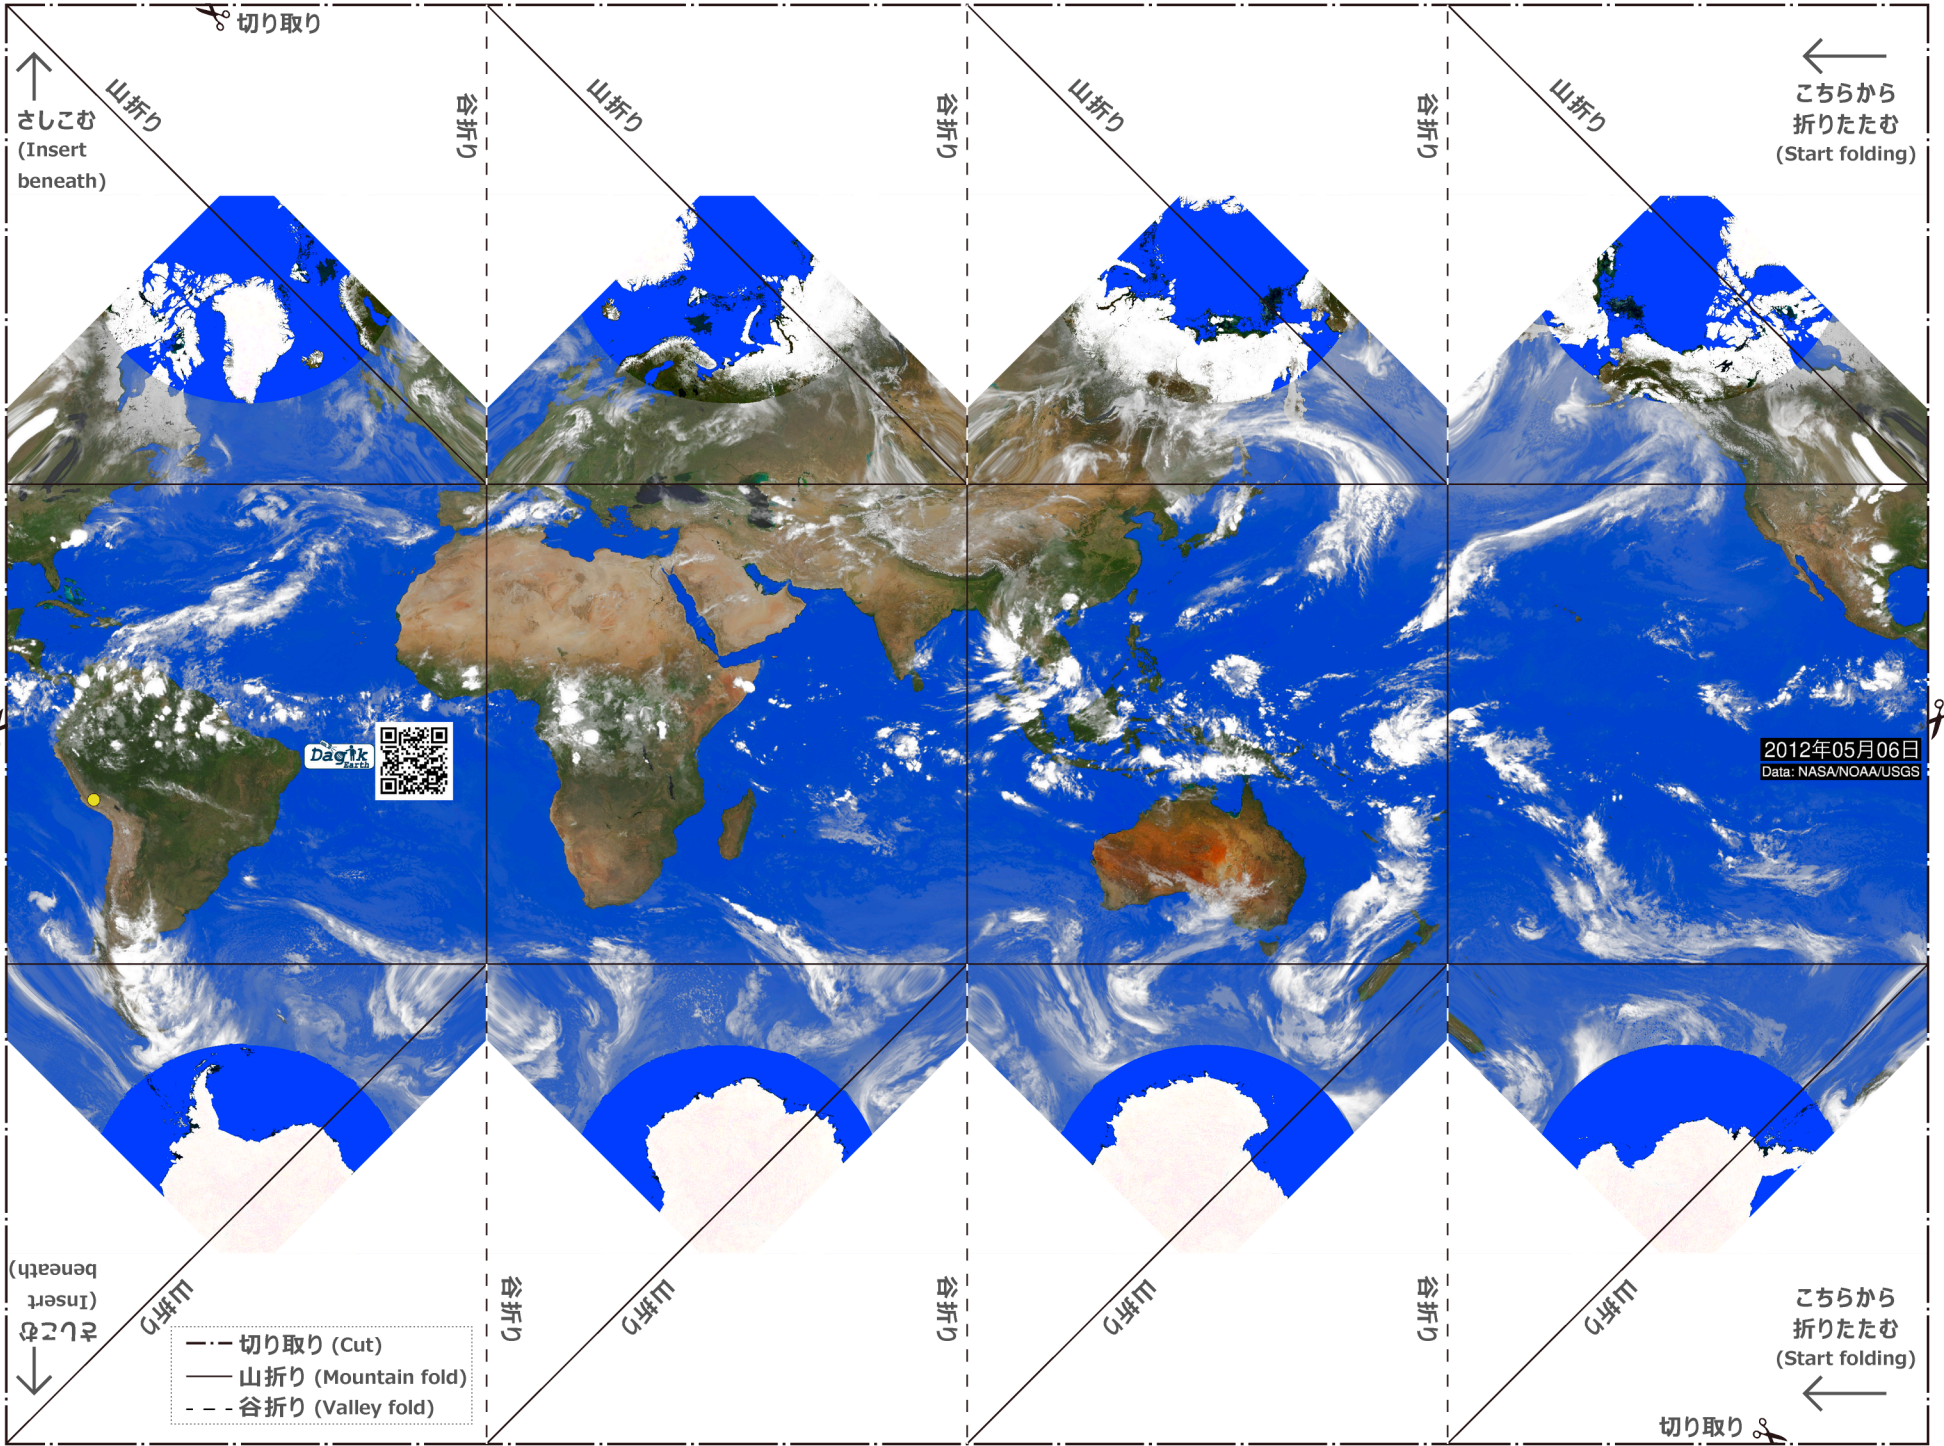 切り取り
さしこむ
(Insert
beneath)
山折り
谷折り
山折り
谷折り
山折り
谷折り
山折り
こちらから
折りたたむ
(Start folding)
Dagik
Earth
2012年05月06日
Data: NASA/NOAA/USGS
さしこむ
(Insert
beneath)
山折り
谷折り
山折り
谷折り
山折り
谷折り
山折り
こちらから
折りたたむ
(Start folding)
切り取り (Cut)
山折り (Mountain fold)
谷折り (Valley fold)
切り取り